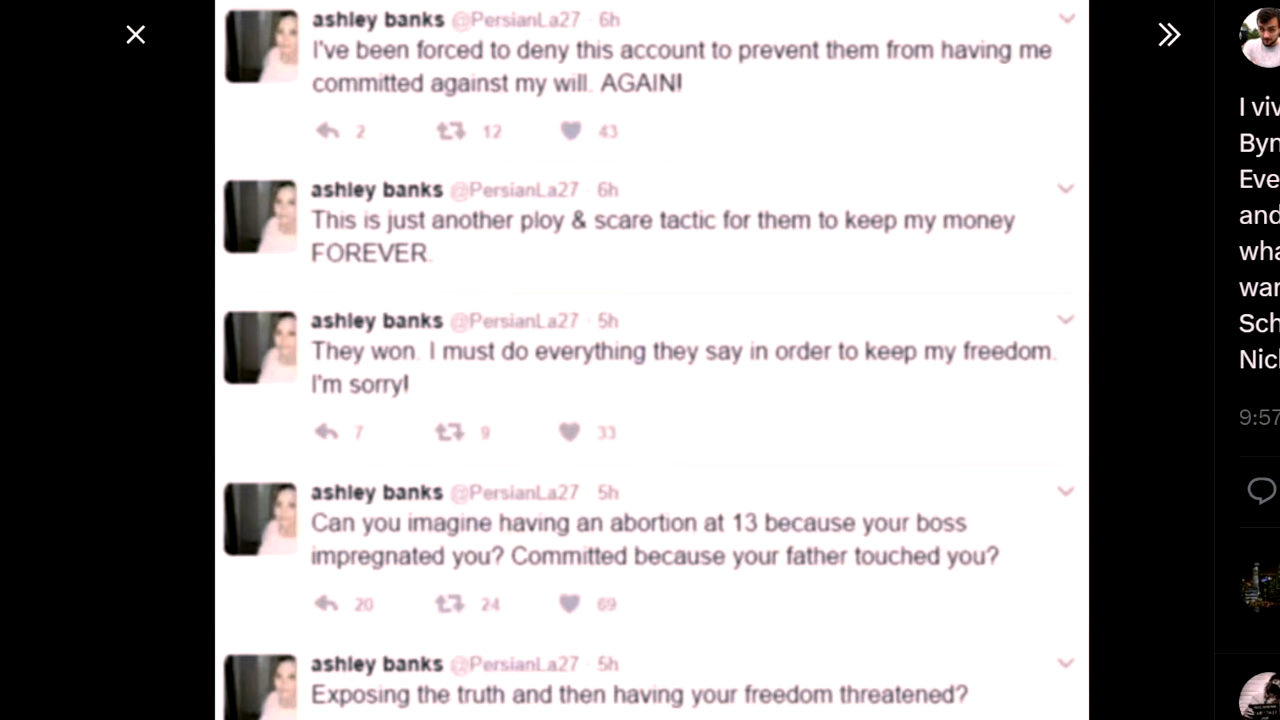 ashley banks @PersianLa27 · 6h
I've been forced to deny this account to prevent them from having me
committed against my will. AGAIN!
2 12 43
ashley banks @PersianLa27 · 6h
This is just another ploy & scare tactic for them to keep my money
FOREVER.
ashley banks @PersianLa27 · 5h
They won. I must do everything they say in order to keep my freedom.
I'm sorry!
7 9 33
ashley banks @PersianLa27 5h
Can you imagine having an abortion at 13 because your boss
impregnated you? Committed because your father touched you?
20 24 69
ashley banks @PersianLa27 · 5h
Exposing the truth and then having your freedom threatened?
I viv
Byn
Eve
and
wha
war
Sch
Nicl
9:57